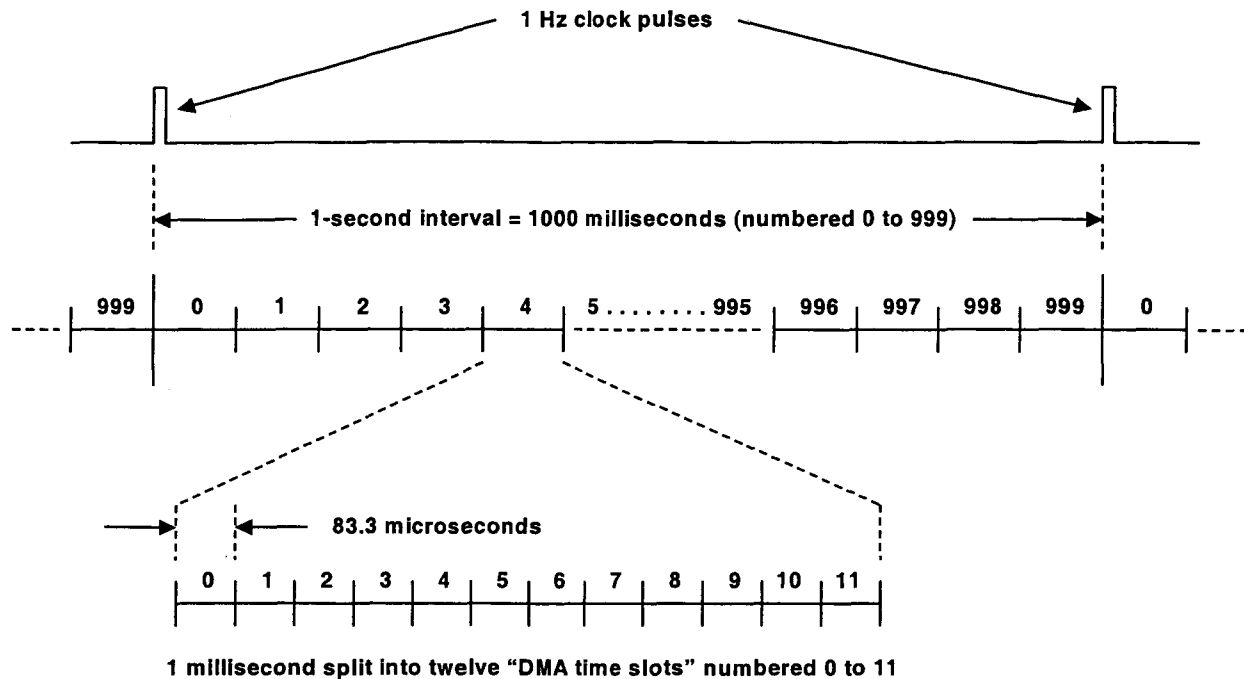 1 Hz clock pulses
1-second interval = 1000 milliseconds (numbered 0 to 999)
999 0 1 2 3 4 5 . . . . . . . . 995 996 997 998 999 0
83.3 microseconds
0 1 2 3 4 5 6 7 8 9 10 11
1 millisecond split into twelve “DMA time slots” numbered 0 to 11